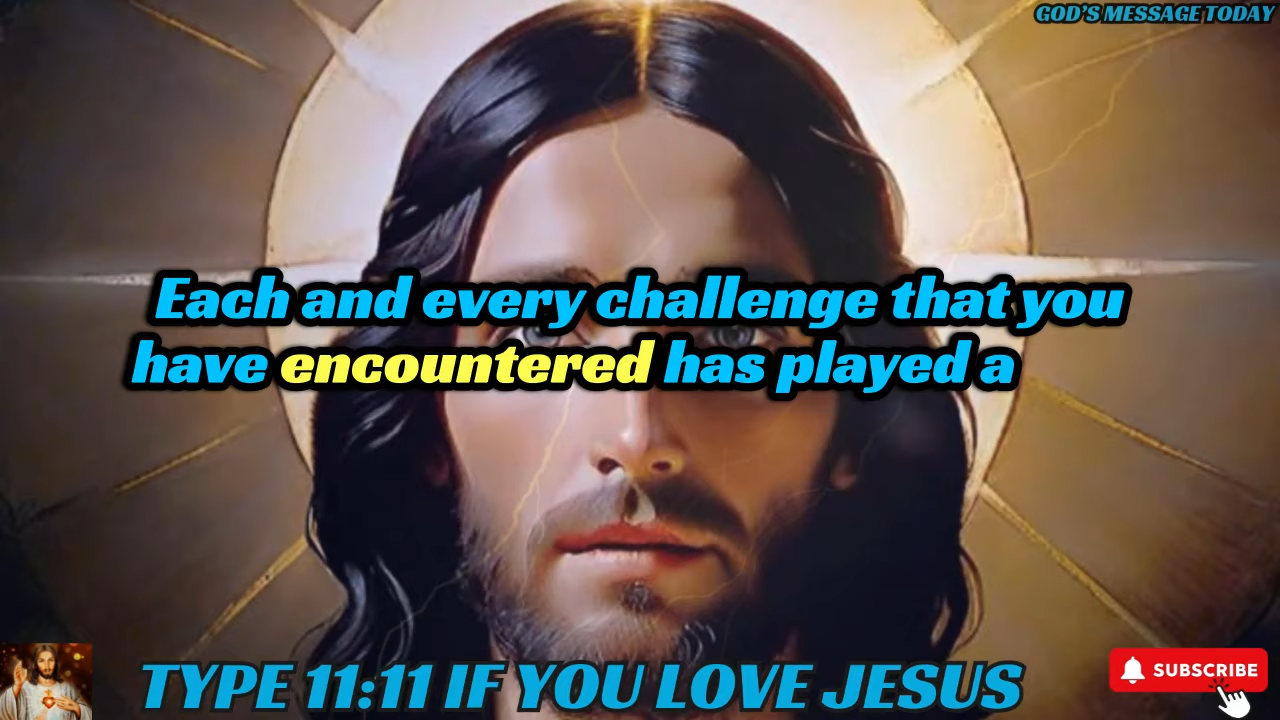 GOD'S MESSAGE TODAY
Each and every challenge that you
have encountered has played a
TYPE 11:11 IF YOU LOVE JESUS
SUBSCRIBE